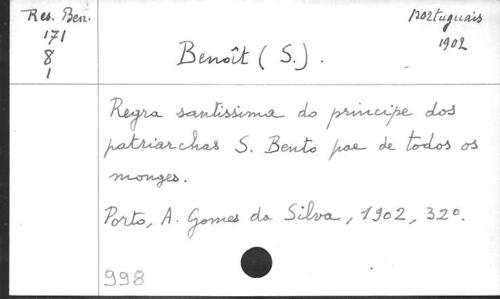 Res. Ben.
171
8
1
portuguais
1902
Benoît (S.).
Regra santissima do principe dos
patriarchas S. Bento pae de todos os
monges.
Porto, A. Gomes da Silva, 1902, 32º.
998